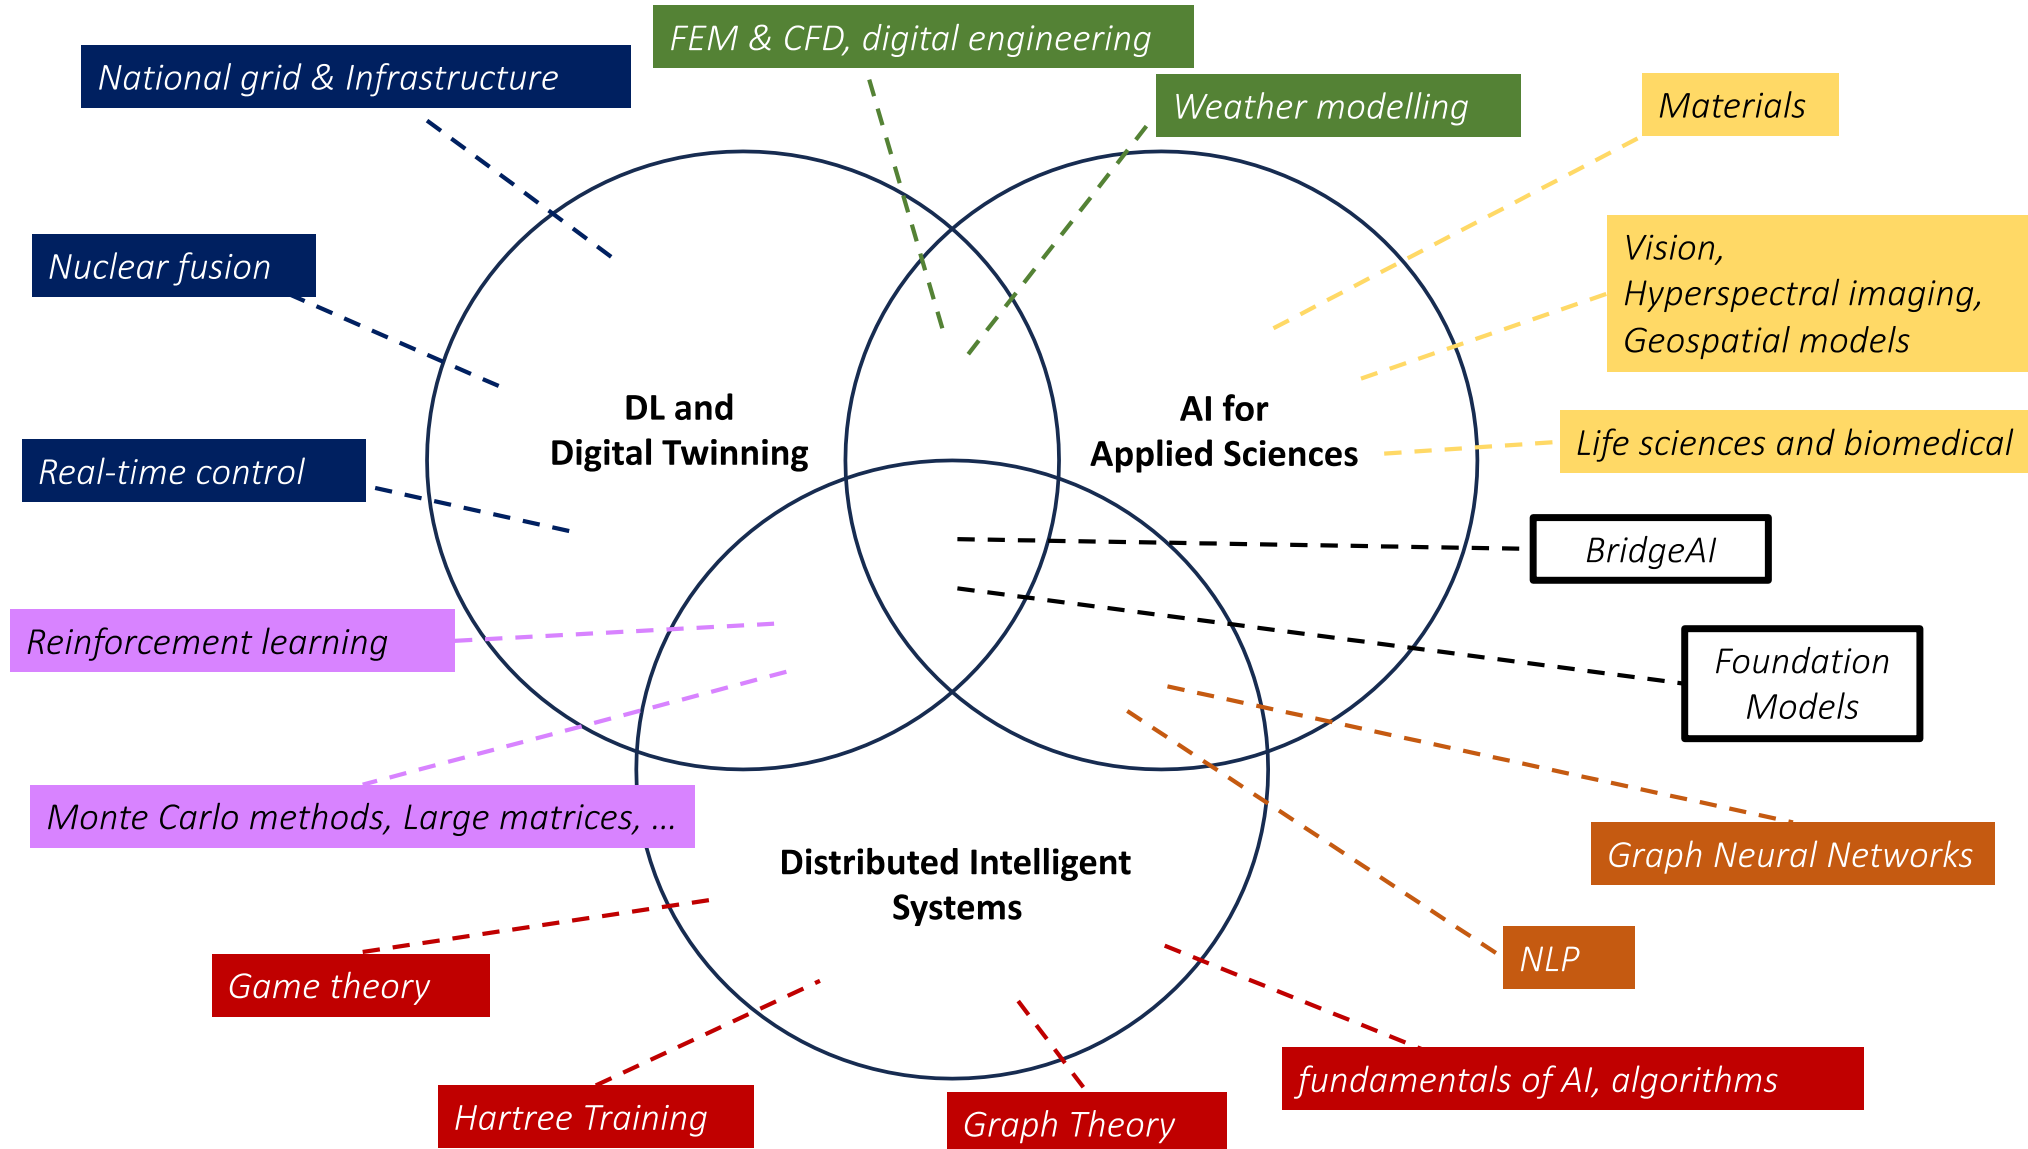 FEM & CFD, digital engineering
National grid & Infrastructure
Weather modelling
Materials
Vision,
Hyperspectral imaging,
Geospatial models
Nuclear fusion
DL and
Digital Twinning
AI for
Applied Sciences
Life sciences and biomedical
Real-time control
BridgeAI
Reinforcement learning
Foundation
Models
Monte Carlo methods, Large matrices, ...
Graph Neural Networks
Distributed Intelligent
Systems
NLP
Game theory
fundamentals of AI, algorithms
Hartree Training
Graph Theory